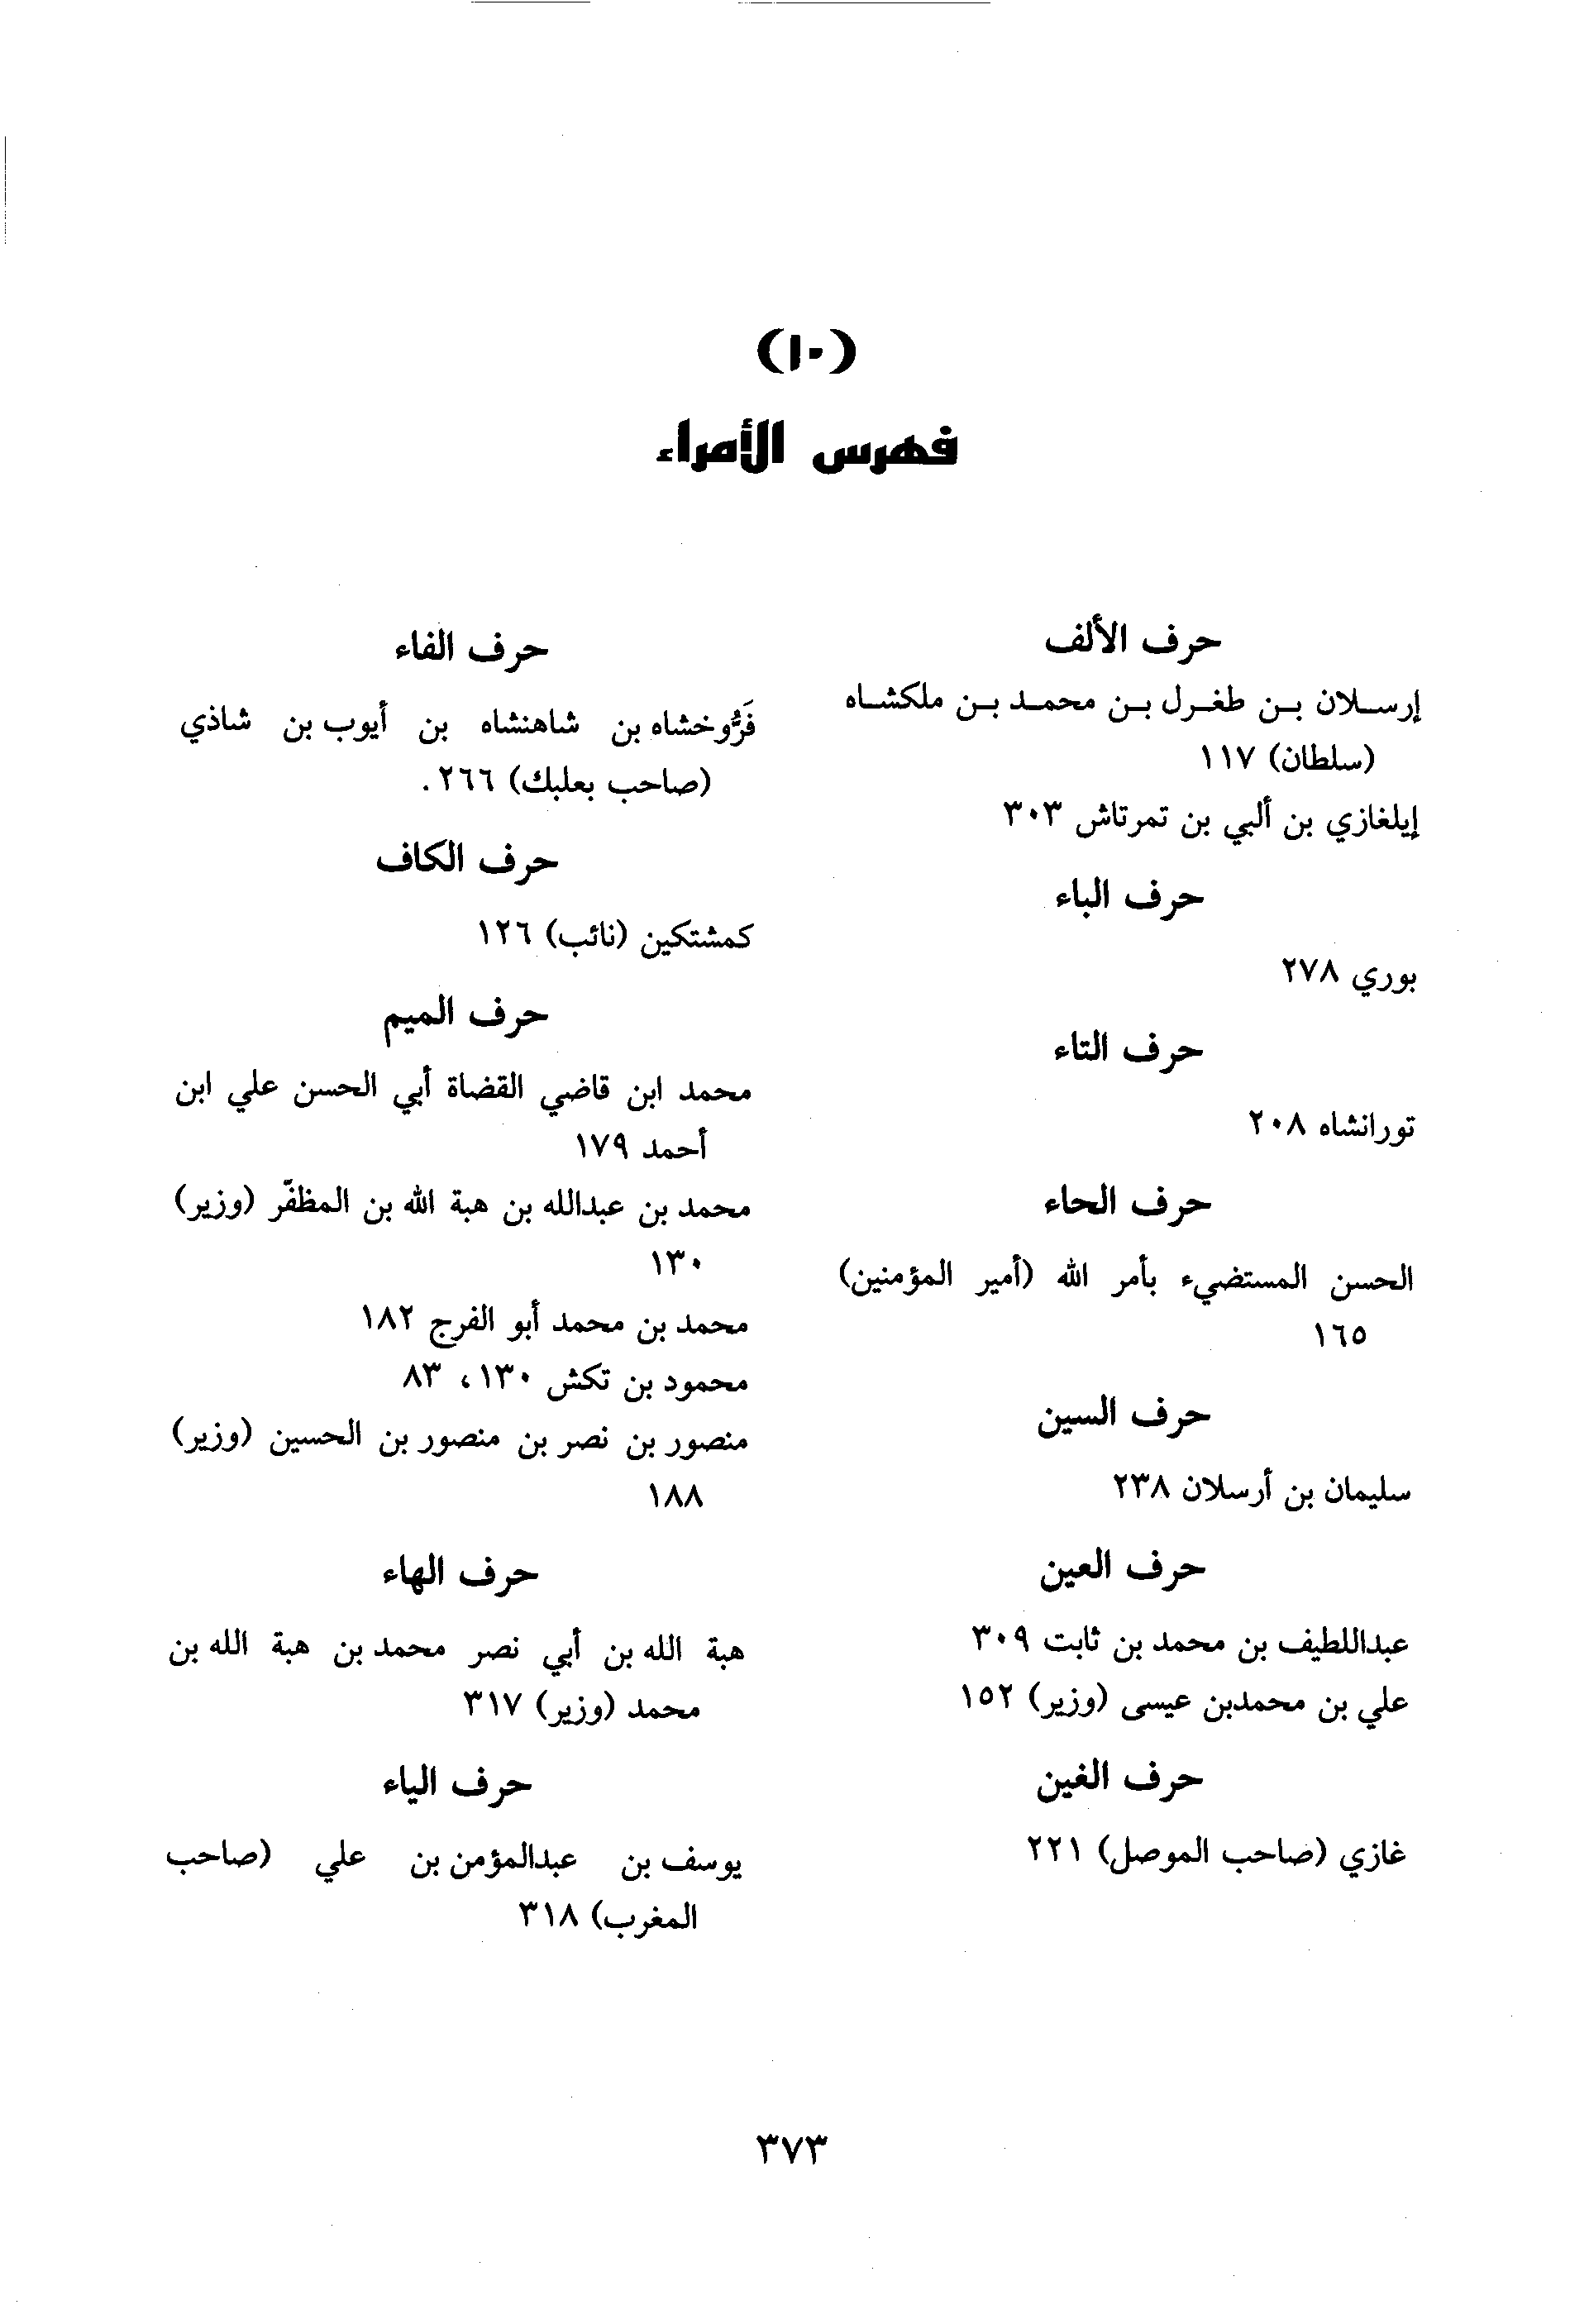 (١٠)
فهرس الأمراء
حرف الألف
إرسلان بن طغرل بن محمد بن ملكشاه
(سلطان) ١١٧
إيلغازي بن ألبي بن تمرتاش ٣٠٣
حرف الباء
بوري ٢٧٨
حرف التاء
تورانشاه ٢٠٨
حرف الحاء
الحسن المستضيء بأمر الله (أمير المؤمنين)
١٦٥
حرف السين
سليمان بن أرسلان ٢٣٨
حرف العين
عبداللطيف بن محمد بن ثابت ٣٠٩
علي بن محمدبن عيسى (وزير) ١٥٢
حرف الغين
غازي (صاحب الموصل) ٢٢١
حرف الفاء
فَرُّوخشاه بن شاهنشاه بن أيوب بن شاذي
(صاحب بعلبك) ٢٦٦.
حرف الكاف
كمشتكين (نائب) ١٢٦
حرف الميم
محمد ابن قاضي القضاة أبي الحسن علي ابن
أحمد ١٧٩
محمد بن عبدالله بن هبة الله بن المظفّر (وزير)
١٣٠
محمد بن محمد أبو الفرج ١٨٢
محمود بن تكش ١٣٠، ٨٣
منصور بن نصر بن منصور بن الحسين (وزير)
١٨٨
حرف الهاء
هبة الله بن أبي نصر محمد بن هبة الله بن
محمد (وزير) ٣١٧
حرف الياء
يوسف بن عبدالمؤمن بن علي (صاحب
المغرب) ٣١٨
٣٧٣